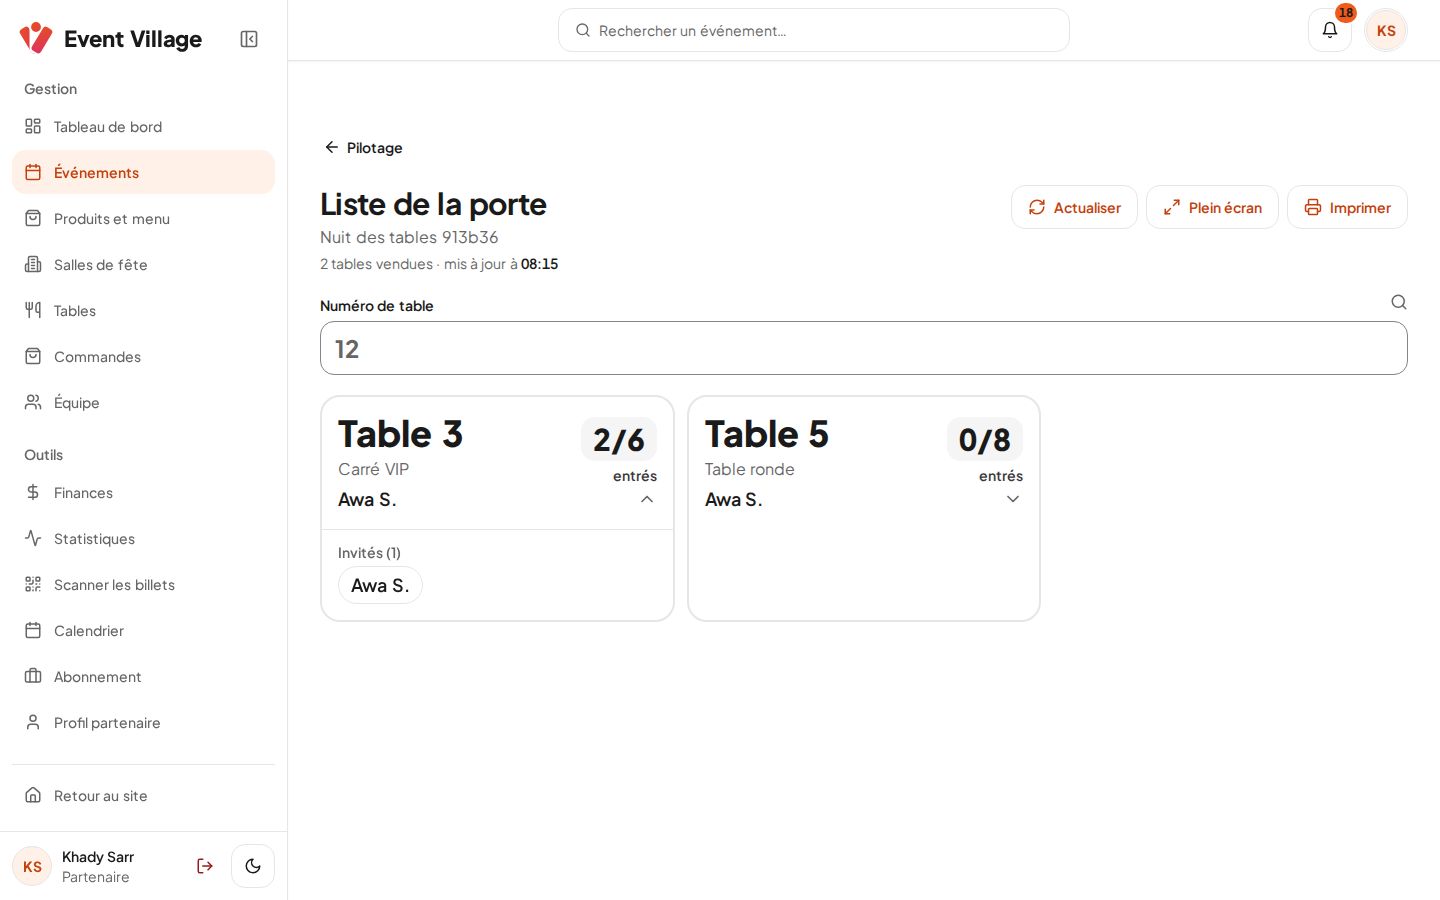 Event Village
Gestion
Tableau de bord
Événements
Produits et menu
Salles de fête
Tables
Commandes
Équipe
Outils
Finances
Statistiques
Scanner les billets
Calendrier
Abonnement
Profil partenaire
Retour au site
KS
Khady Sarr
Partenaire
Rechercher un événement...
18
KS
Pilotage
Liste de la porte
Nuit des tables 913b36
2 tables vendues · mis à jour à 08:15
Actualiser
Plein écran
Imprimer
Numéro de table
12
Table 3
2/6
Carré VIP
entrés
Awa S.
Invités (1)
Awa S.
Table 5
0/8
Table ronde
entrés
Awa S.